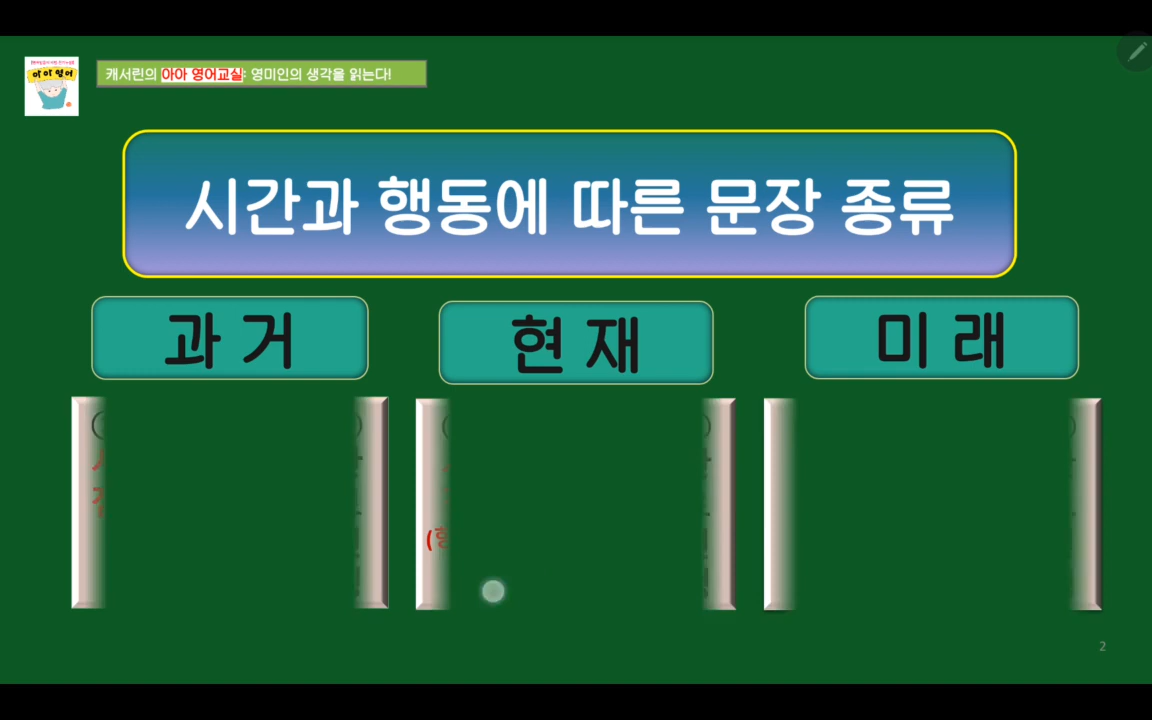 아아 영어
캐서린의 아아 영어교실: 영미인의 생각을 읽는다!
시간과 행동에 따른 문장 종류
과 거
현 재
미 래
2